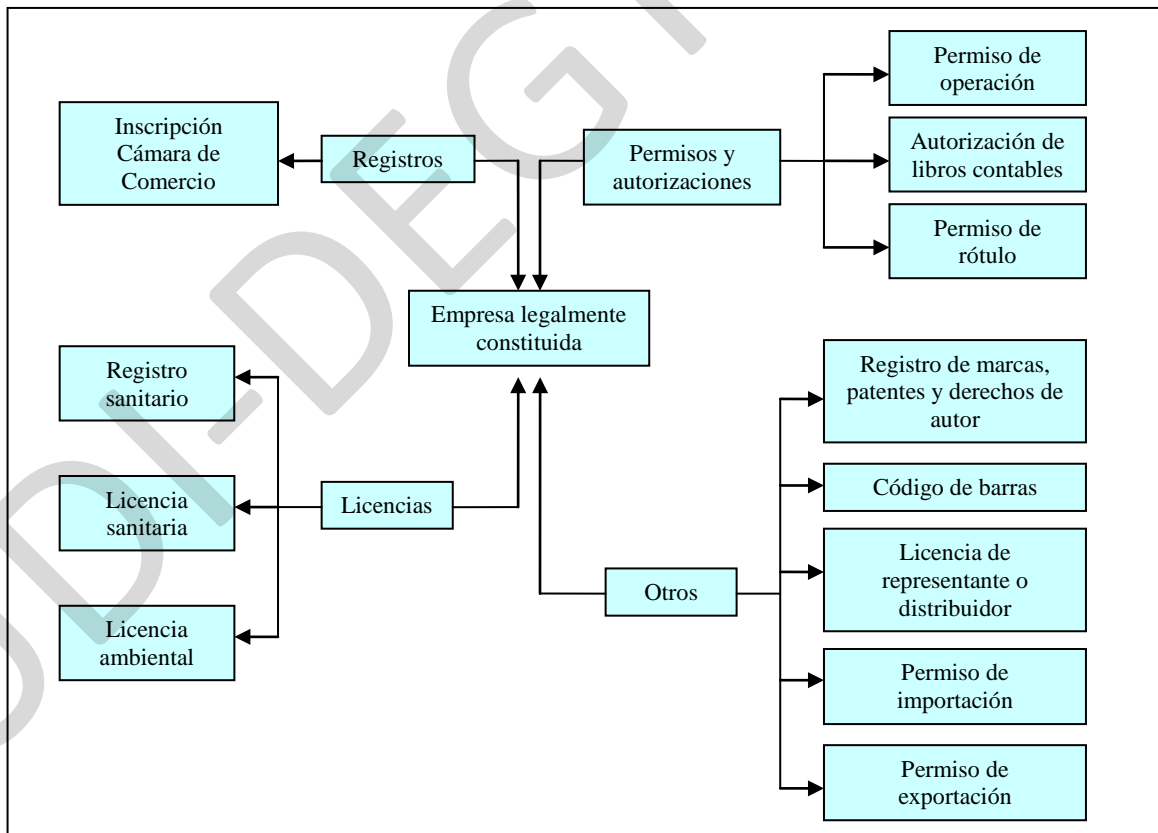 Permiso de
operación
Inscripción
Cámara de
Comercio
Registros
Permisos y
autorizaciones
Autorización de
libros contables
Permiso de
rótulo
Empresa legalmente
constituida
Registro
sanitario
Registro de marcas,
patentes y derechos de
autor
Código de barras
Licencia
sanitaria
Licencias
Licencia de
representante o
distribuidor
Otros
Licencia
ambiental
Permiso de
importación
Permiso de
exportación
UDI-DEGT